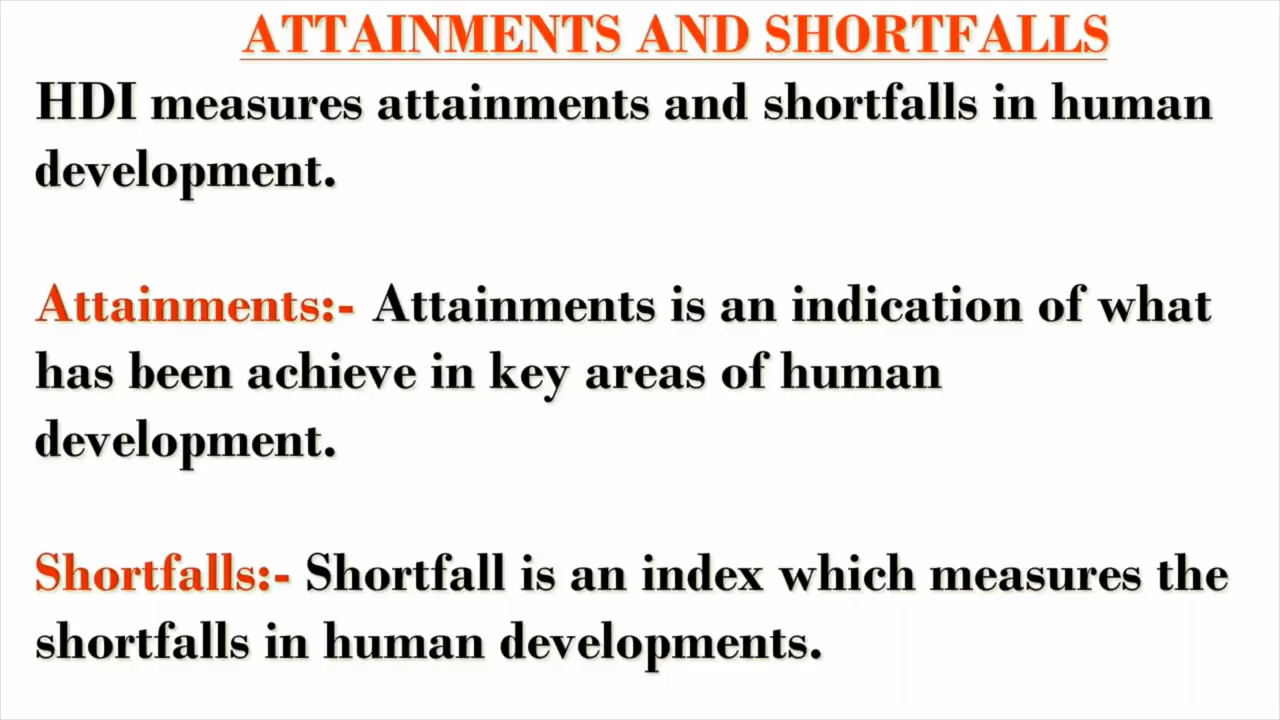 ATTAINMENTS AND SHORTFALLS
HDI measures attainments and shortfalls in human
development.
Attainments:- Attainments is an indication of what
has been achieve in key areas of human
development.
Shortfalls:- Shortfall is an index which measures the
shortfalls in human developments.